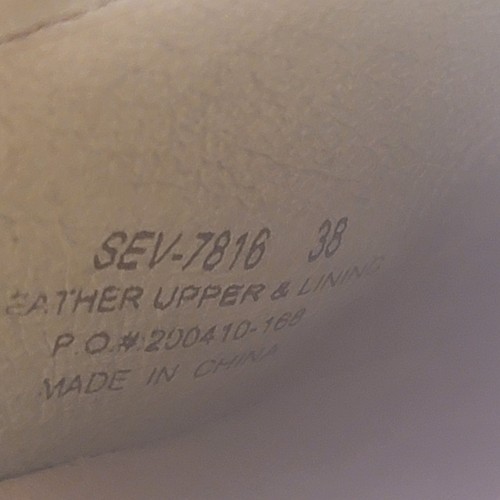 SEV-7816 38
EATHER UPPER & LINING
P.O.#:200410-168
MADE IN CHINA